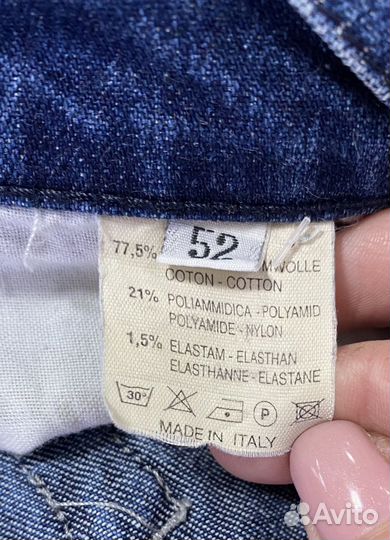 52
77,5% WOLLE
COTON - COTTON
21% POLIAMMIDICA - POLYAMID
POLYAMIDE - NYLON
1,5% ELASTAM - ELASTHAN
ELASTHANNE - ELASTANE
30° P
MADE IN ITALY
Avito